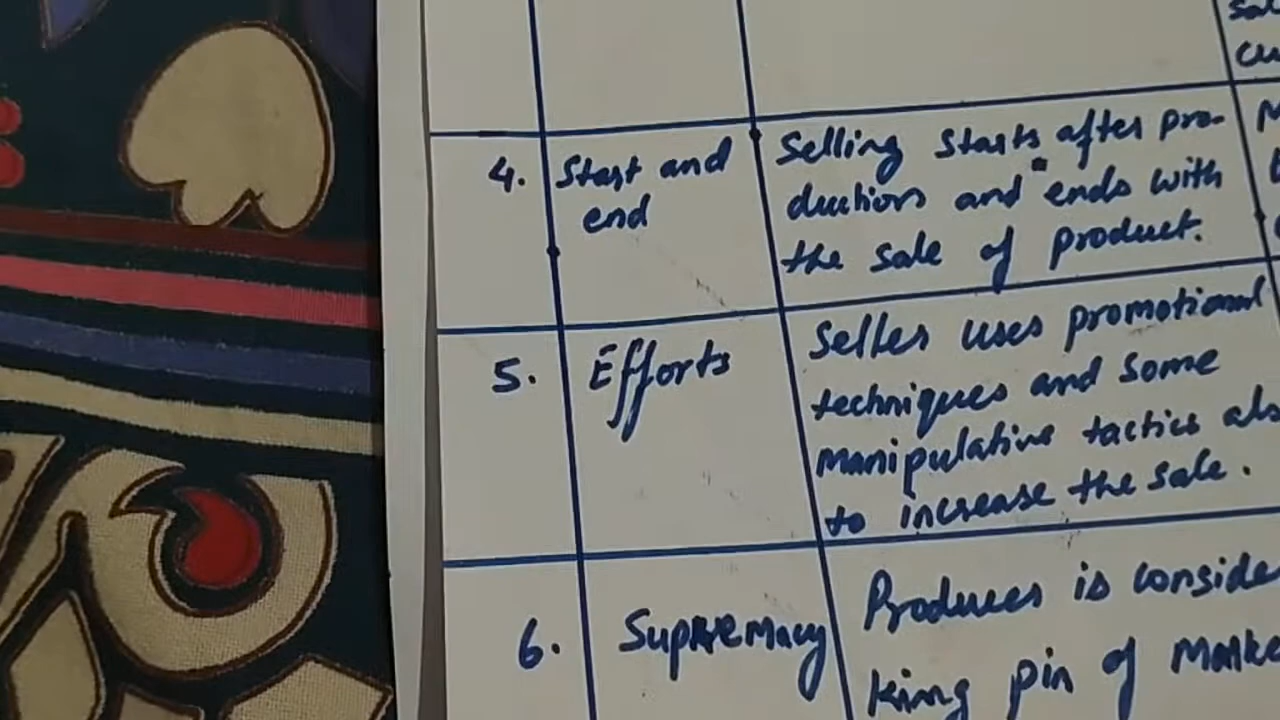 4. Start and
end
Selling starts after pro-
duction and ends with
the sale of product.
5. Efforts
Seller uses promotional
techniques and some
manipulative tactics als
to increase the sale.
6. Supremacy
Producer is conside
king pin of marke